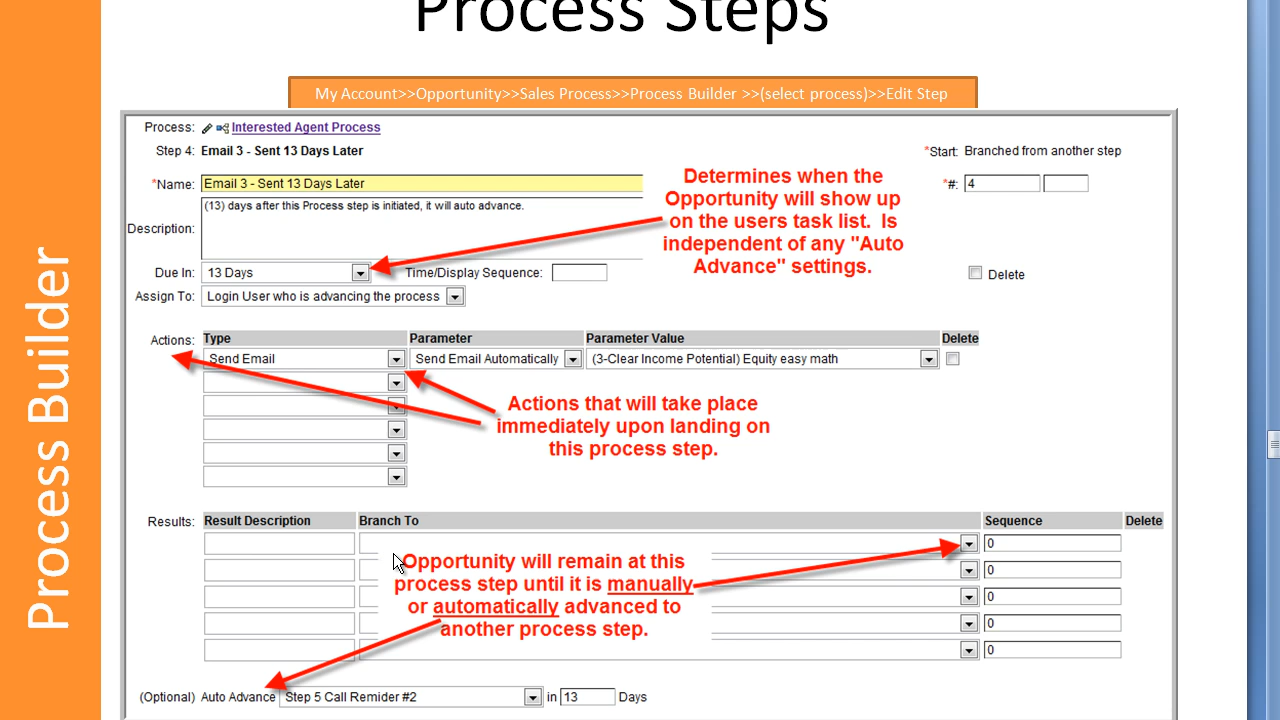 Process Steps
Process Builder
My Account>>Opportunity>>Sales Process>>Process Builder >>(select process)>>Edit Step
Process: Interested Agent Process
Step 4: Email 3 - Sent 13 Days Later
*Start: Branched from another step
*Name: Email 3 - Sent 13 Days Later
*#: 4
Description: (13) days after this Process step is initiated, it will auto advance.
Determines when the
Opportunity will show up
on the users task list. Is
independent of any "Auto
Advance" settings.
Due In: 13 Days Time/Display Sequence:
Delete
Assign To: Login User who is advancing the process
Actions: Type Parameter Parameter Value Delete
Send Email Send Email Automatically (3-Clear Income Potential) Equity easy math
Actions that will take place
immediately upon landing on
this process step.
Results: Result Description Branch To Sequence Delete
0
0
0
0
0
Opportunity will remain at this
process step until it is manually
or automatically advanced to
another process step.
(Optional) Auto Advance Step 5 Call Remider #2 in 13 Days